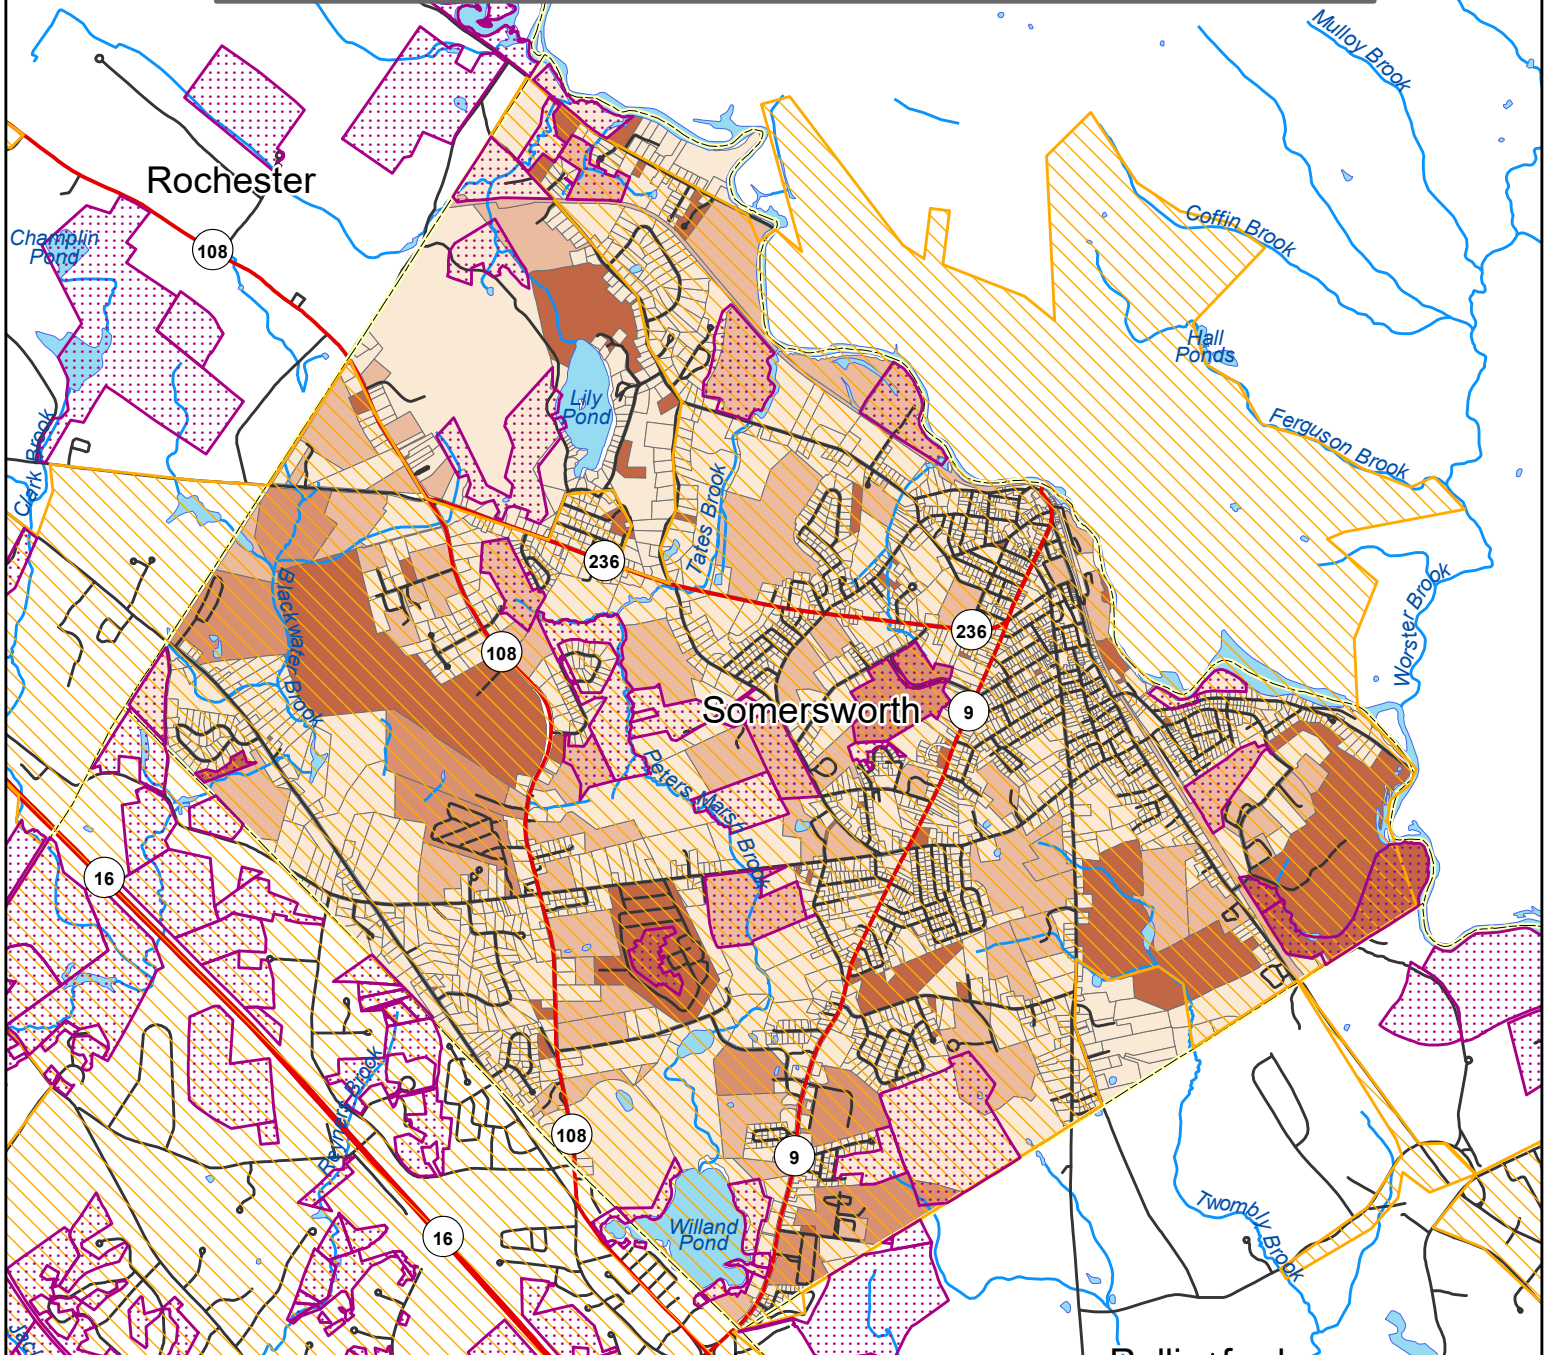 Mulloy Brook
Rochester
Coffin Brook
Champlin
Pond
108
Hall
Ponds
Lily
Pond
Ferguson Brook
Clark Brook
Tates Brook
236
Blackwater Brook
Worster Brook
236
108
Somersworth
9
Peters Marsh Brook
16
Reyners Brook
108
9
Twombly Brook
Willand
Pond
16